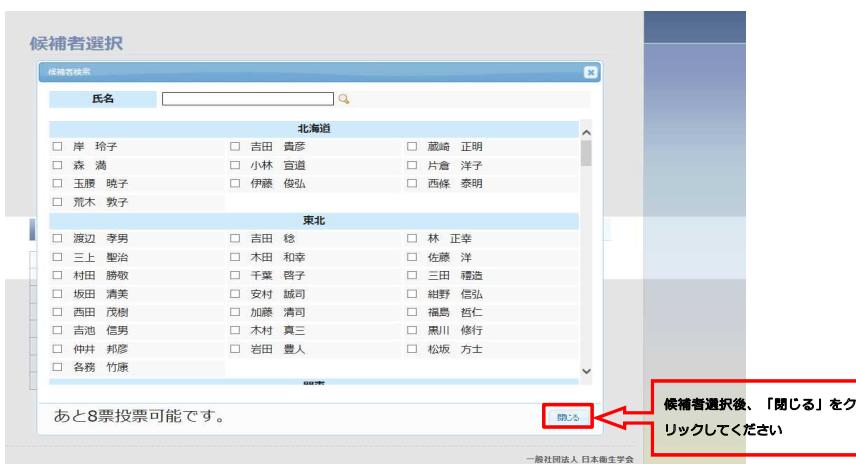 候補者選択
候補者検索
氏名
北海道
岸 玲子 吉田 貴彦 蔵崎 正明
森 満 小林 宣道 片倉 洋子
玉腰 暁子 伊藤 俊弘 西條 泰明
荒木 敦子
東北
渡辺 孝男 吉田 稔 林 正幸
三上 聖治 木田 和幸 佐藤 洋
村田 勝敬 千葉 啓子 三田 禮造
坂田 清美 安村 誠司 紺野 信弘
西田 茂樹 加藤 清司 福島 哲仁
吉池 信男 木村 真三 黒川 修行
仲井 邦彦 岩田 豊人 松坂 方士
各務 竹康
関東
あと8票投票可能です。
閉じる
候補者選択後、「閉じる」をク
リックしてください
一般社団法人 日本衛生学会